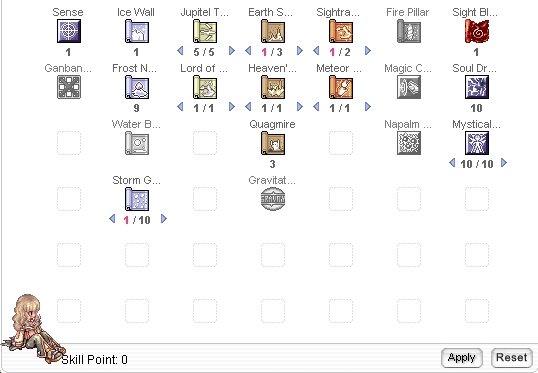 Sense Ice Wall Jupitel T... Earth S... Sightra... Fire Pillar Sight Bl...
1 1 5 / 5 1 / 3 1 / 2 1
Ganban... Frost N... Lord of ... Heaven'... Meteor ... Magic C... Soul Dr...
9 1 / 1 1 / 1 1 / 1 10
Water B... Quagmire Napalm ... Mystical...
3 10 / 10
Storm G... Gravitat...
1 / 10
Skill Point: 0 Apply Reset